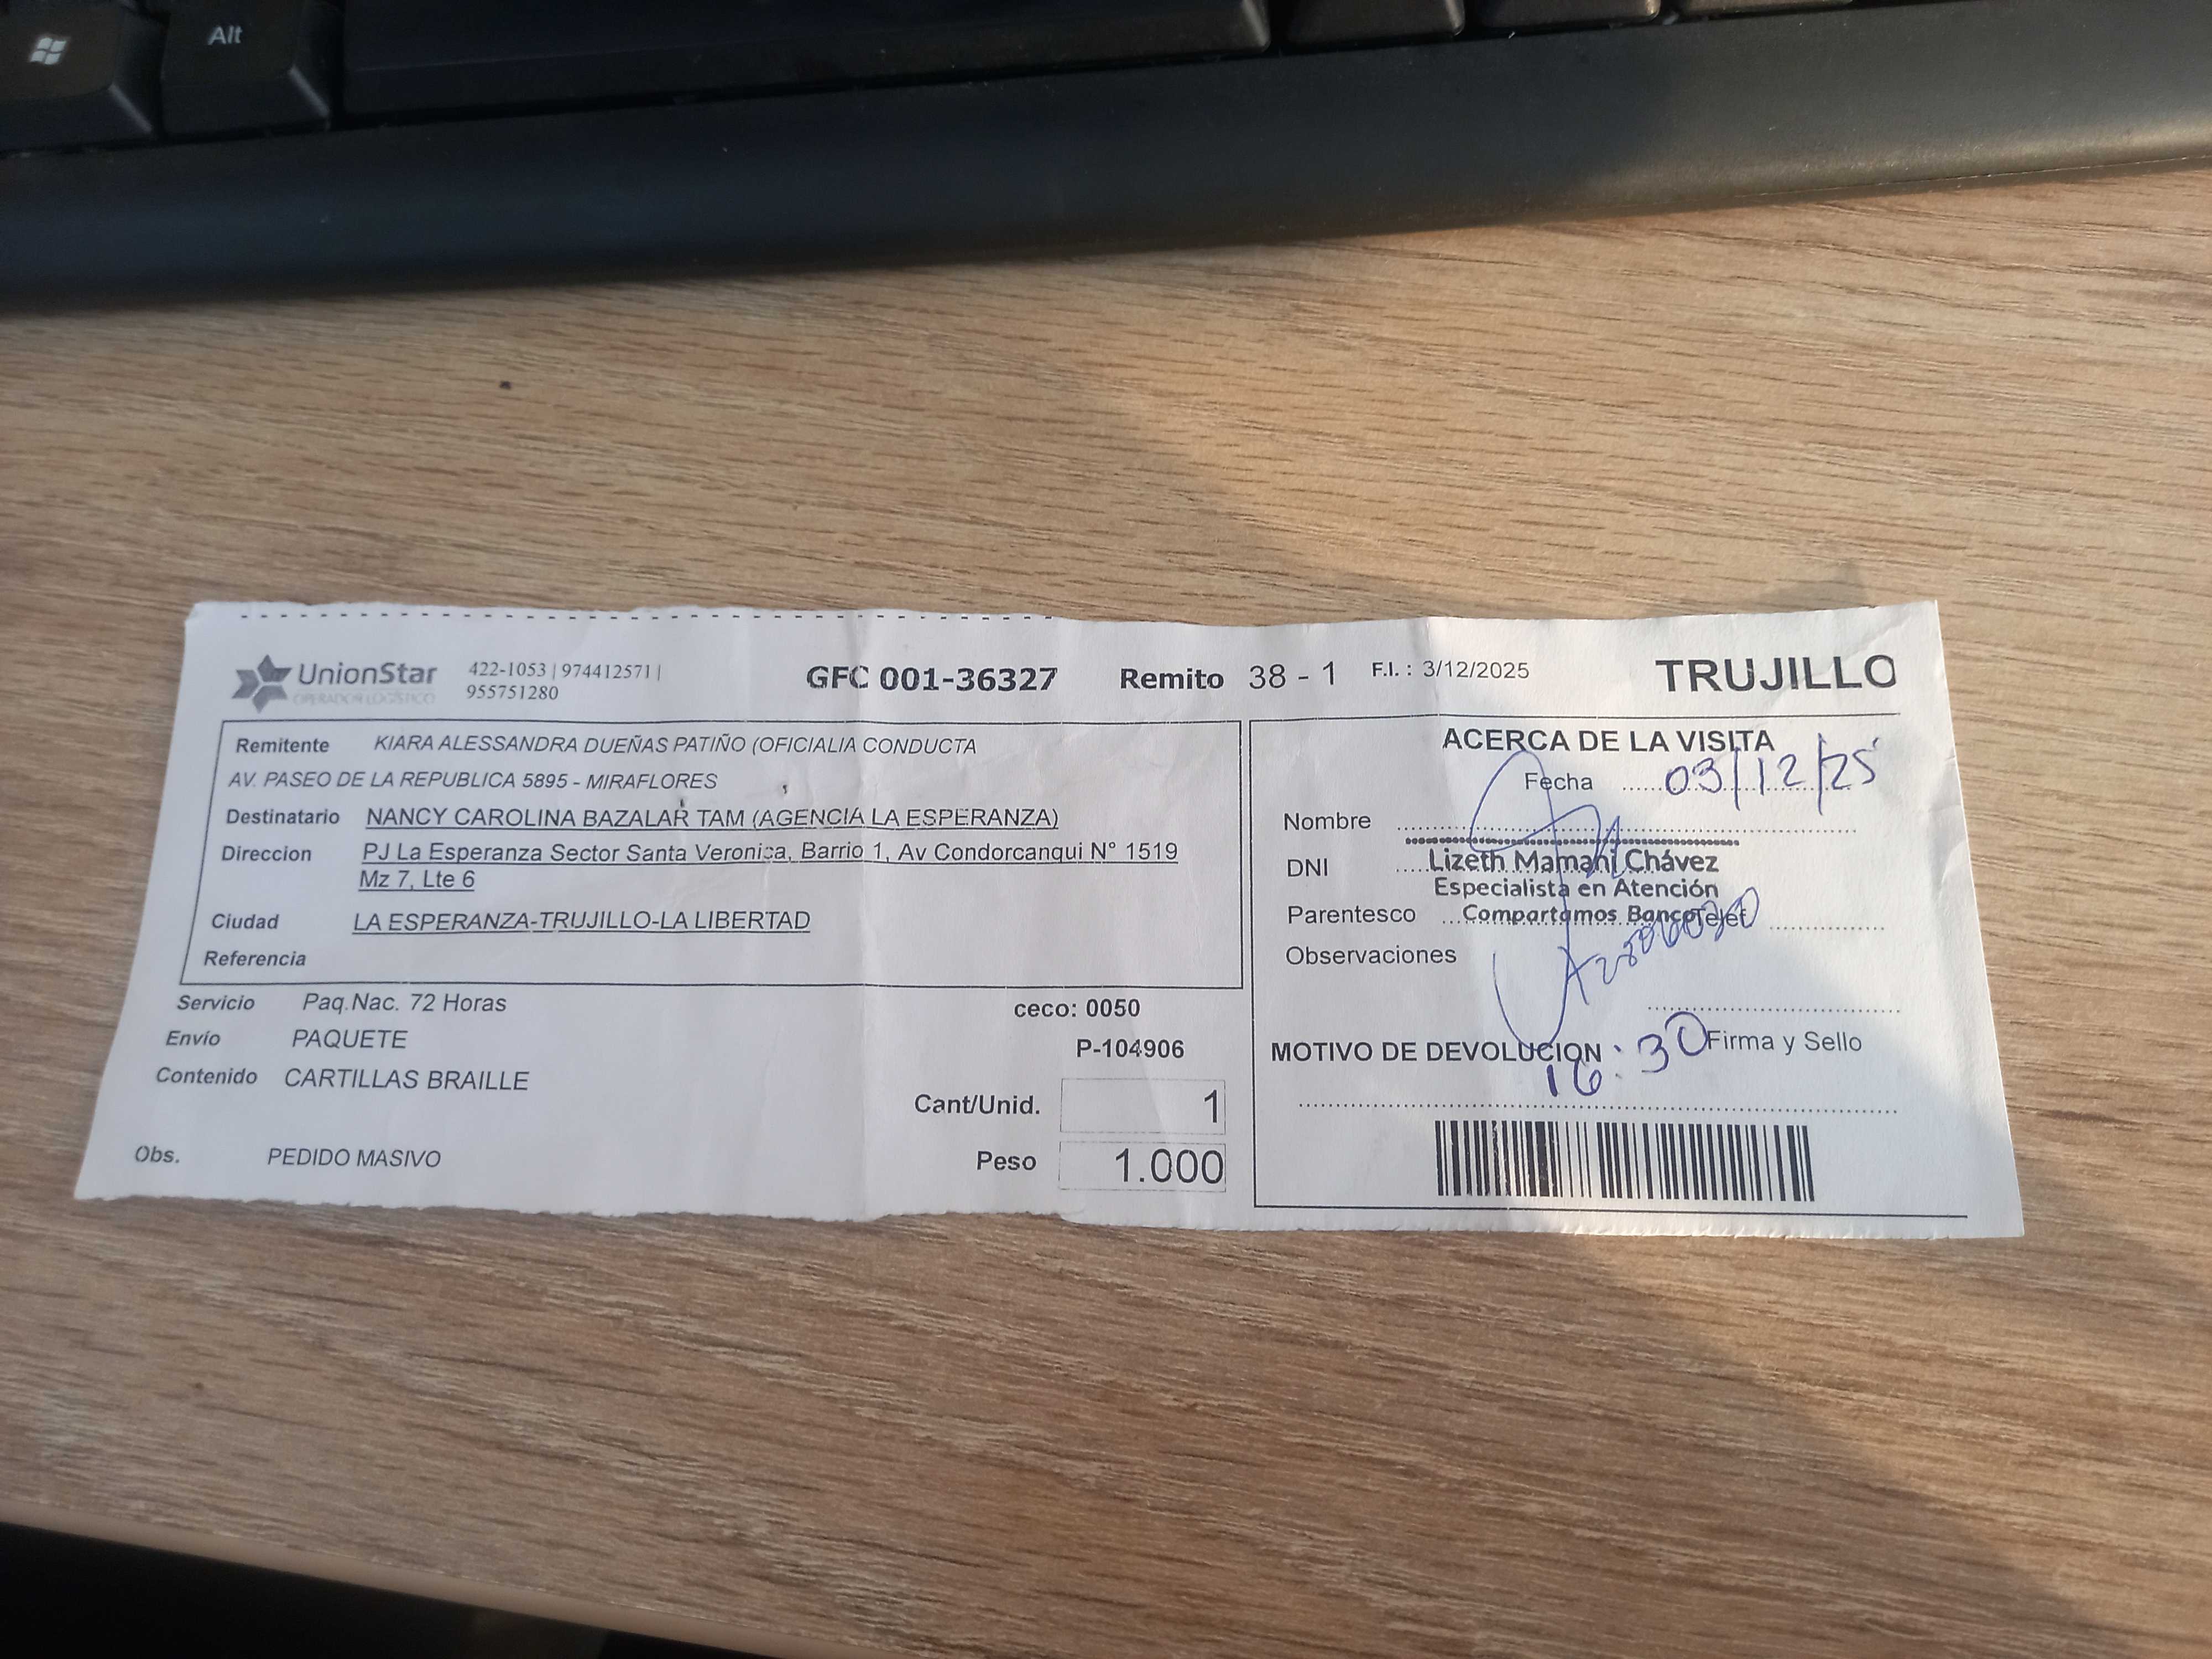 Alt
UnionStar
OPERADOR LOGÍSTICO
422-1053 | 974412571 |
955751280
GFC 001-36327
Remito 38 - 1
F.I. : 3/12/2025
TRUJILLO
Remitente KIARA ALESSANDRA DUEÑAS PATIÑO (OFICIALIA CONDUCTA
AV. PASEO DE LA REPUBLICA 5895 - MIRAFLORES
Destinatario NANCY CAROLINA BAZALAR TAM (AGENCIA LA ESPERANZA)
Direccion PJ La Esperanza Sector Santa Veronica, Barrio 1, Av Condorcanqui N° 1519
Mz 7, Lte 6
Ciudad LA ESPERANZA-TRUJILLO-LA LIBERTAD
Referencia
Servicio Paq.Nac. 72 Horas
ceco: 0050
Envío PAQUETE
P-104906
Contenido CARTILLAS BRAILLE
Cant/Unid. 1
Obs. PEDIDO MASIVO
Peso 1.000
ACERCA DE LA VISITA
Fecha 03/12/25
Nombre
DNI
Lizeth Mamani Chávez
Especialista en Atención
Parentesco
Compartamos Banco
Telef
Observaciones
Firma y Sello
MOTIVO DE DEVOLUCION :
16:30